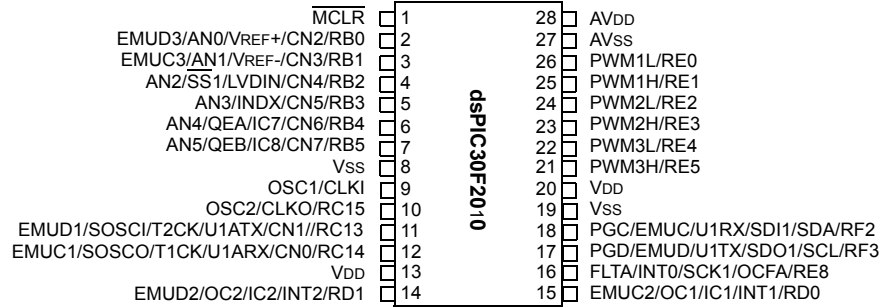 MCLR 1 28 AVDD
EMUD3/AN0/VREF+/CN2/RB0 2 27 AVSS
EMUC3/AN1/VREF-/CN3/RB1 3 26 PWM1L/RE0
AN2/SS1/LVDIN/CN4/RB2 4 25 PWM1H/RE1
AN3/INDX/CN5/RB3 5 24 PWM2L/RE2
AN4/QEA/IC7/CN6/RB4 6 23 PWM2H/RE3
AN5/QEB/IC8/CN7/RB5 7 22 PWM3L/RE4
VSS 8 21 PWM3H/RE5
OSC1/CLKI 9 20 VDD
OSC2/CLKO/RC15 10 19 VSS
EMUD1/SOSCI/T2CK/U1ATX/CN1//RC13 11 18 PGC/EMUC/U1RX/SDI1/SDA/RF2
EMUC1/SOSCO/T1CK/U1ARX/CN0/RC14 12 17 PGD/EMUD/U1TX/SDO1/SCL/RF3
VDD 13 16 FLTA/INT0/SCK1/OCFA/RE8
EMUD2/OC2/IC2/INT2/RD1 14 15 EMUC2/OC1/IC1/INT1/RD0
dsPIC30F2010